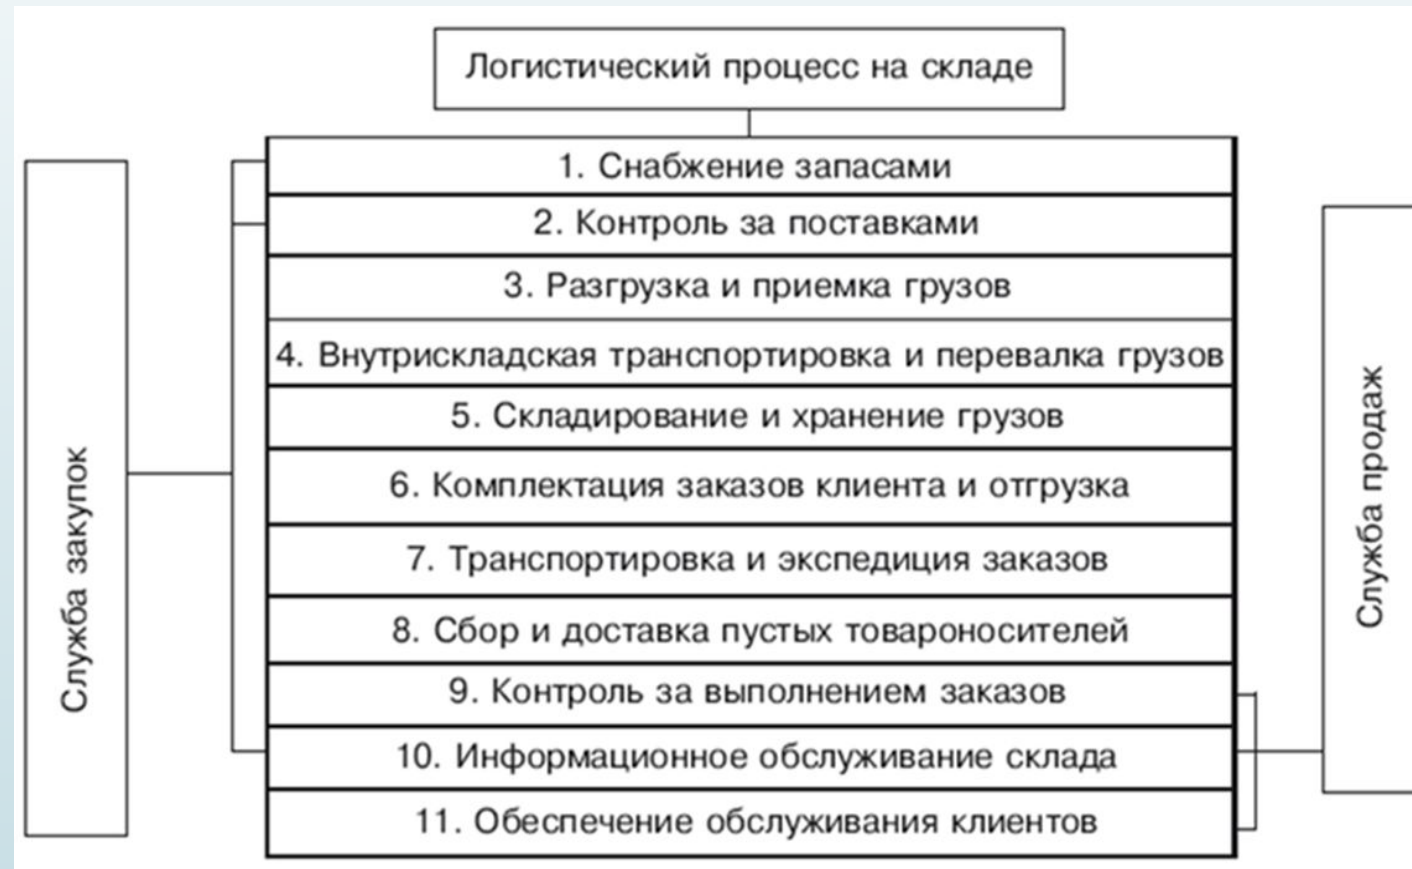 Логистический процесс на складе
1. Снабжение запасами
2. Контроль за поставками
3. Разгрузка и приемка грузов
4. Внутрискладская транспортировка и перевалка грузов
5. Складирование и хранение грузов
6. Комплектация заказов клиента и отгрузка
7. Транспортировка и экспедиция заказов
8. Сбор и доставка пустых товароносителей
9. Контроль за выполнением заказов
10. Информационное обслуживание склада
11. Обеспечение обслуживания клиентов
Служба закупок
Служба продаж